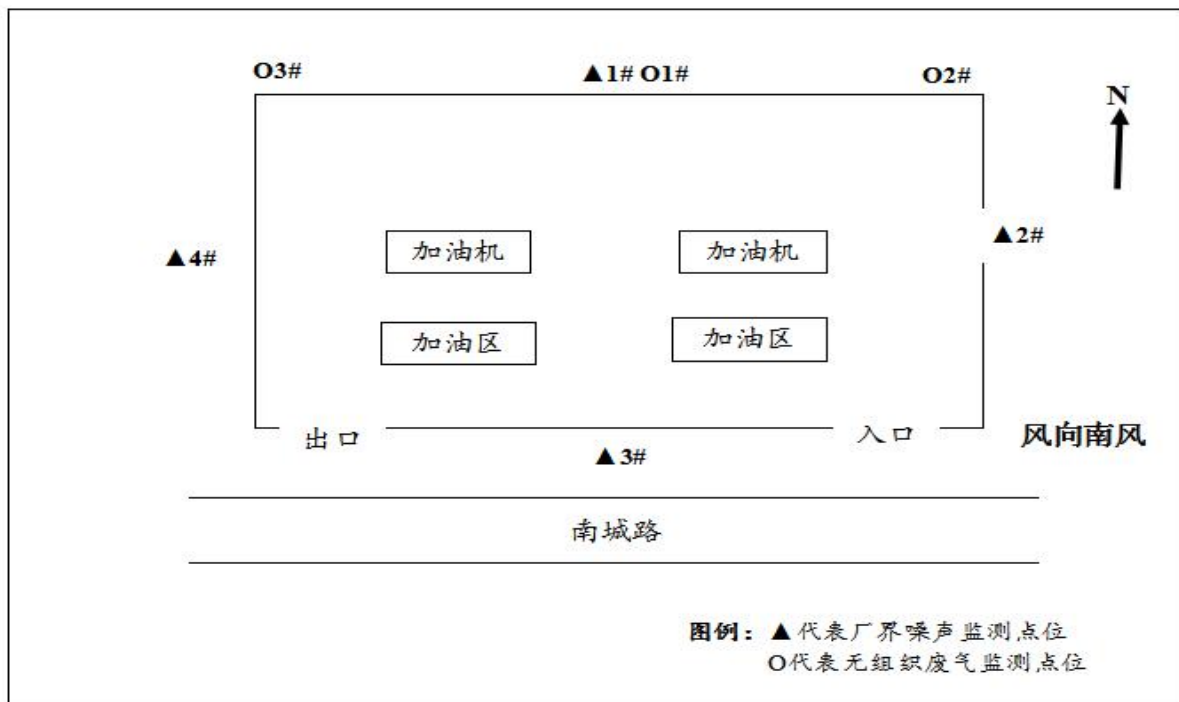 O3# ▲1# O1# O2#
N
▲2#
▲4#
加油机 加油机
加油区 加油区
出口 入口 风向南风
▲3#
南城路
图例：▲代表厂界噪声监测点位
O代表无组织废气监测点位